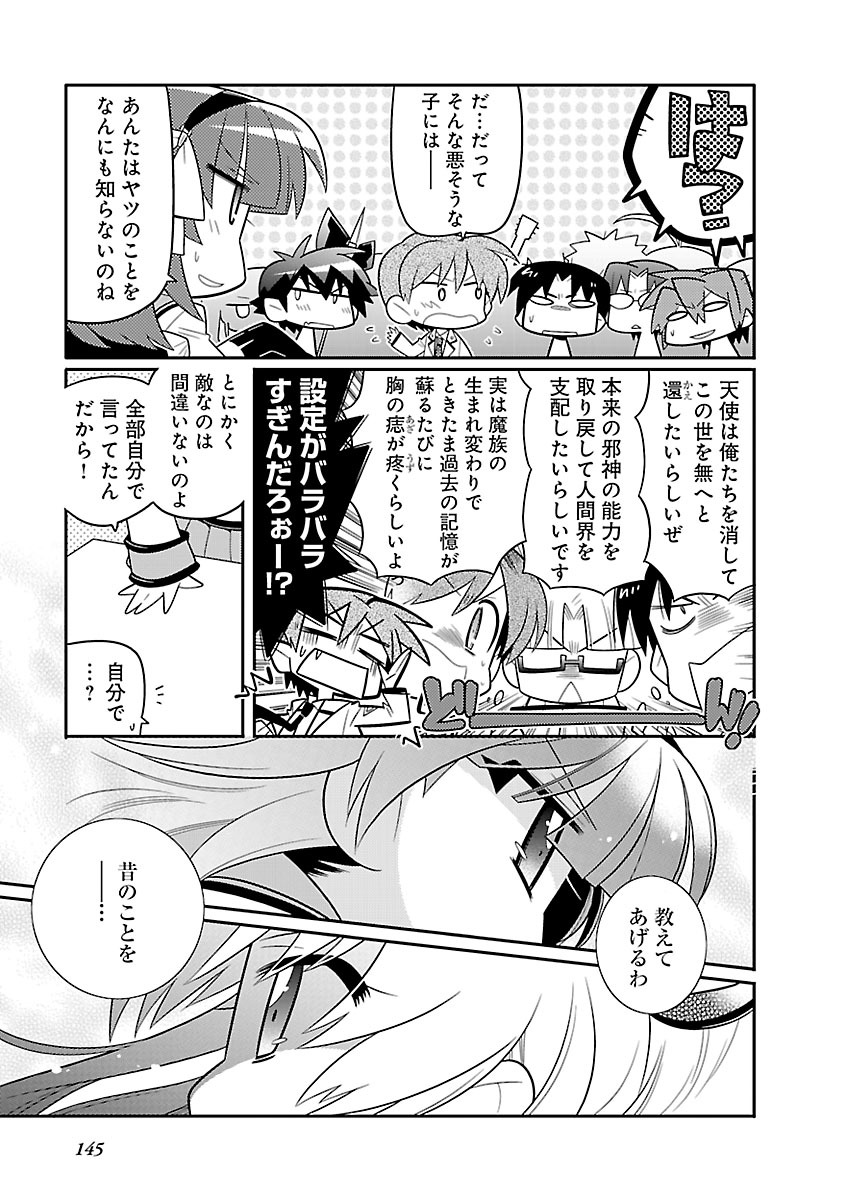 はっ?
だ…だって
そんな悪そうな
子には――
あんたはヤツのことを
なんにも知らないのね
天使は俺たちを消して
この世を無へと
還したいらしいぜ
かえ
本来の邪神の能力を
取り戻して人間界を
支配したいらしいです
実は魔族の
生まれ変わりで
ときたま過去の記憶が
蘇るたびに
胸の痣が疼くらしいよっ
あざ
うず
設定がバラバラ
すぎんだろぉー!?
ど
ーん!
とにかく
敵なのは
間違いないのよ
全部自分で
言ってたん
だから!
自分で
…?
教えて
あげるわ
昔のことを
――…
145